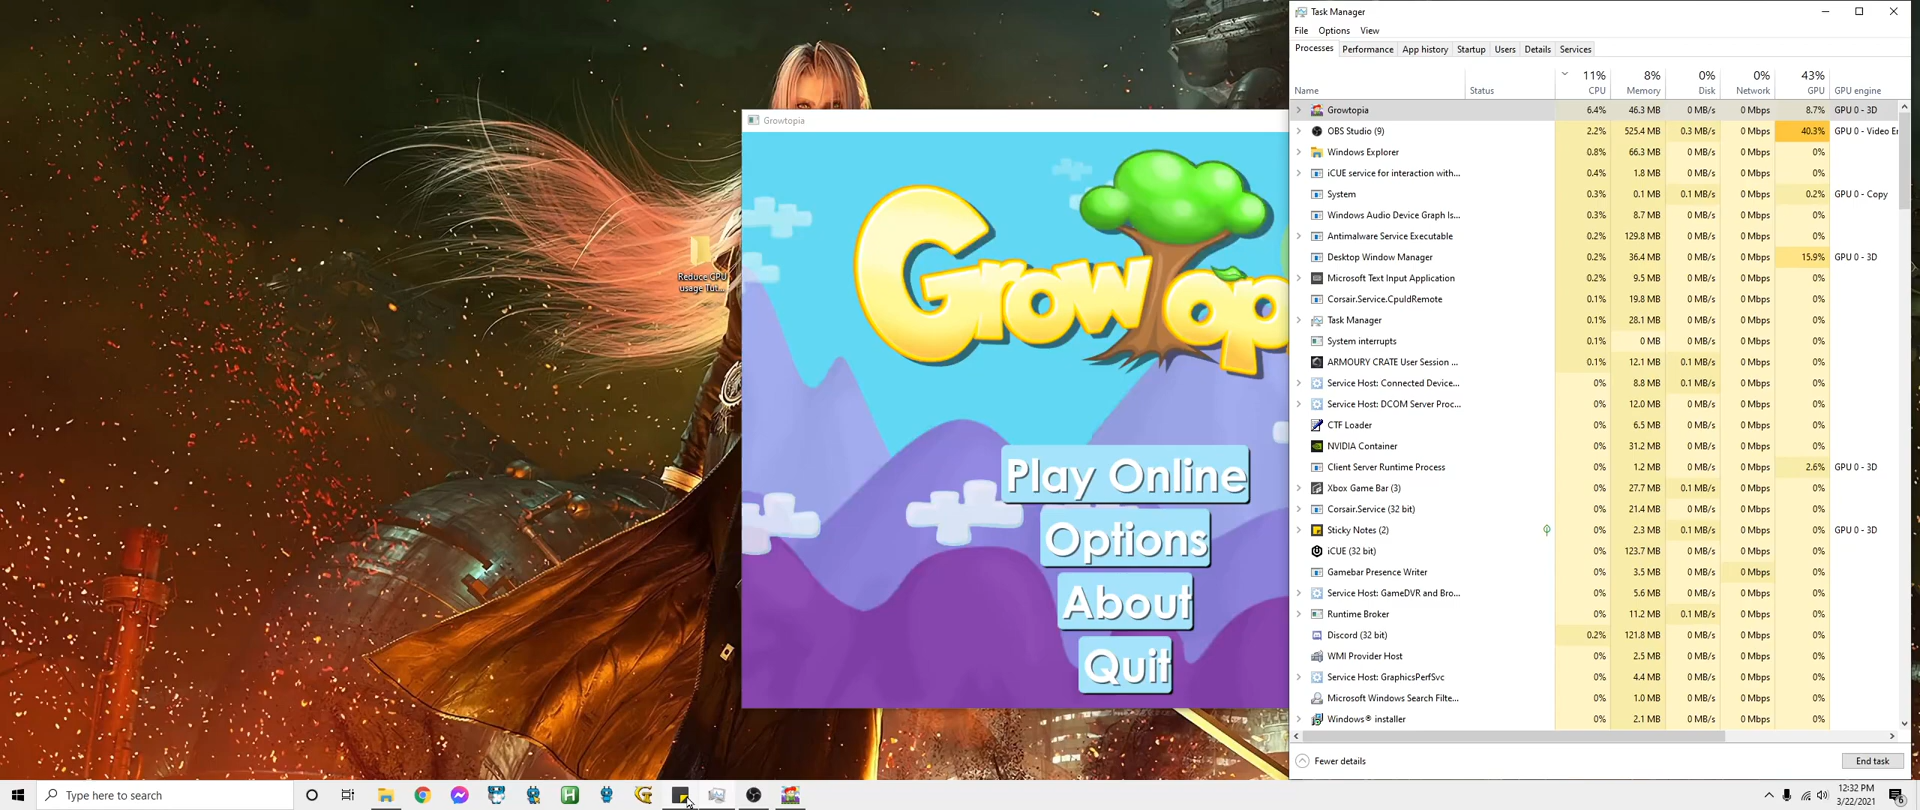 Task Manager
File Options View
Processes Performance App history Startup Users Details Services
11% 8% 0% 0% 43%
Name Status CPU Memory Disk Network GPU GPU engine
Growtopia 6.4% 46.3 MB 0 MB/s 0 Mbps 8.7% GPU 0 - 3D
OBS Studio (9) 2.2% 525.4 MB 0.3 MB/s 0 Mbps 40.3% GPU 0 - Video Er
Windows Explorer 0.8% 66.3 MB 0 MB/s 0 Mbps 0%
iCUE service for interaction with... 0.4% 1.8 MB 0 MB/s 0 Mbps 0%
System 0.3% 0.1 MB 0.1 MB/s 0 Mbps 0.2% GPU 0 - Copy
Windows Audio Device Graph Is... 0.3% 8.7 MB 0 MB/s 0 Mbps 0%
Antimalware Service Executable 0.2% 129.8 MB 0 MB/s 0 Mbps 0%
Desktop Window Manager 0.2% 36.4 MB 0 MB/s 0 Mbps 15.9% GPU 0 - 3D
Microsoft Text Input Application 0.2% 9.5 MB 0 MB/s 0 Mbps 0%
Corsair.Service.CpuIdRemote 0.1% 19.8 MB 0 MB/s 0 Mbps 0%
Task Manager 0.1% 28.1 MB 0 MB/s 0 Mbps 0%
System interrupts 0.1% 0 MB 0 MB/s 0 Mbps 0%
ARMOURY CRATE User Session ... 0.1% 12.1 MB 0.1 MB/s 0 Mbps 0%
Service Host: Connected Device... 0% 8.8 MB 0.1 MB/s 0 Mbps 0%
Service Host: DCOM Server Proc... 0% 12.0 MB 0 MB/s 0 Mbps 0%
CTF Loader 0% 6.5 MB 0 MB/s 0 Mbps 0%
NVIDIA Container 0% 31.2 MB 0 MB/s 0 Mbps 0%
Client Server Runtime Process 0% 1.2 MB 0 MB/s 0 Mbps 2.6% GPU 0 - 3D
Xbox Game Bar (3) 0% 27.7 MB 0.1 MB/s 0 Mbps 0%
Corsair.Service (32 bit) 0% 21.4 MB 0 MB/s 0 Mbps 0%
Sticky Notes (2) 0% 2.3 MB 0.1 MB/s 0 Mbps 0% GPU 0 - 3D
iCUE (32 bit) 0% 123.7 MB 0 MB/s 0 Mbps 0%
Gamebar Presence Writer 0% 3.5 MB 0 MB/s 0 Mbps 0%
Service Host: GameDVR and Bro... 0% 5.6 MB 0 MB/s 0 Mbps 0%
Runtime Broker 0% 11.2 MB 0.1 MB/s 0 Mbps 0%
Discord (32 bit) 0.2% 121.8 MB 0 MB/s 0 Mbps 0%
WMI Provider Host 0% 2.5 MB 0 MB/s 0 Mbps 0%
Service Host: GraphicsPerfSvc 0% 4.4 MB 0 MB/s 0 Mbps 0%
Microsoft Windows Search Filte... 0% 1.0 MB 0 MB/s 0 Mbps 0%
Windows® installer 0% 2.1 MB 0 MB/s 0 Mbps 0%
Fewer details End task
Growtopia
Growtop
Play Online
Options
About
Quit
Reduce CPU
usage Tut...
Type here to search
12:32 PM
3/22/2021
6